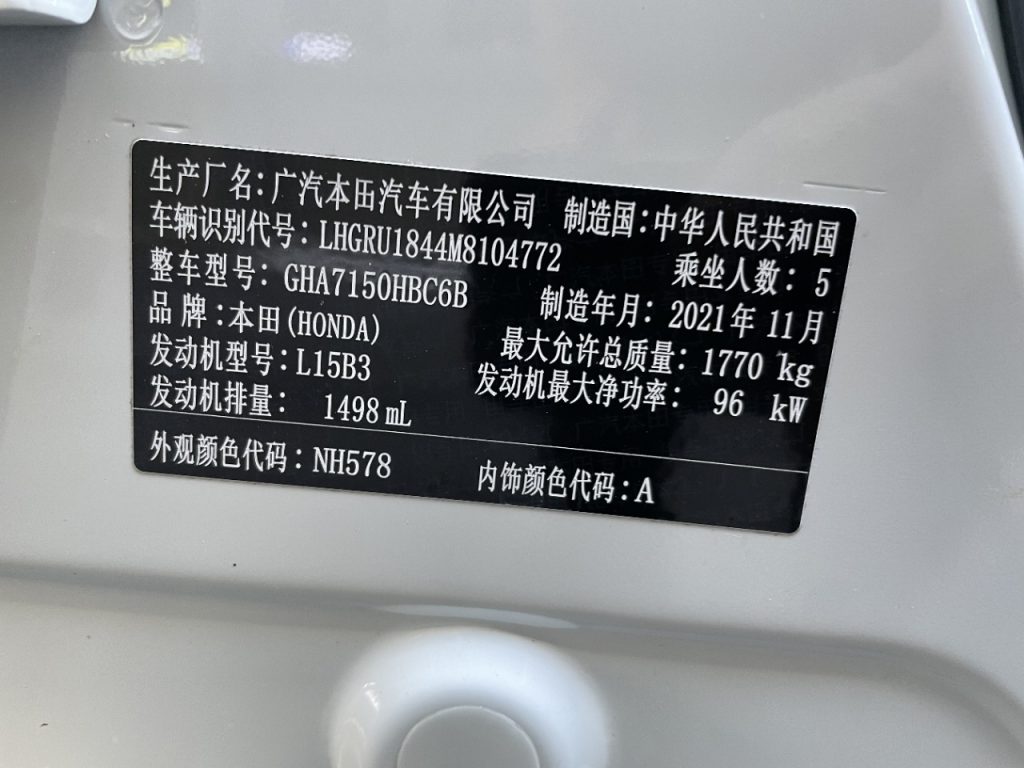 生产厂名：广汽本田汽车有限公司 制造国：中华人民共和国
车辆识别代号：LHGRU1844M8104772 乘坐人数：5
整车型号：GHA7150HBC6B 制造年月：2021年11月
品牌：本田(HONDA) 最大允许总质量：1770 kg
发动机型号：L15B3 发动机最大净功率：96 kW
发动机排量：1498 mL
外观颜色代码：NH578 内饰颜色代码：A